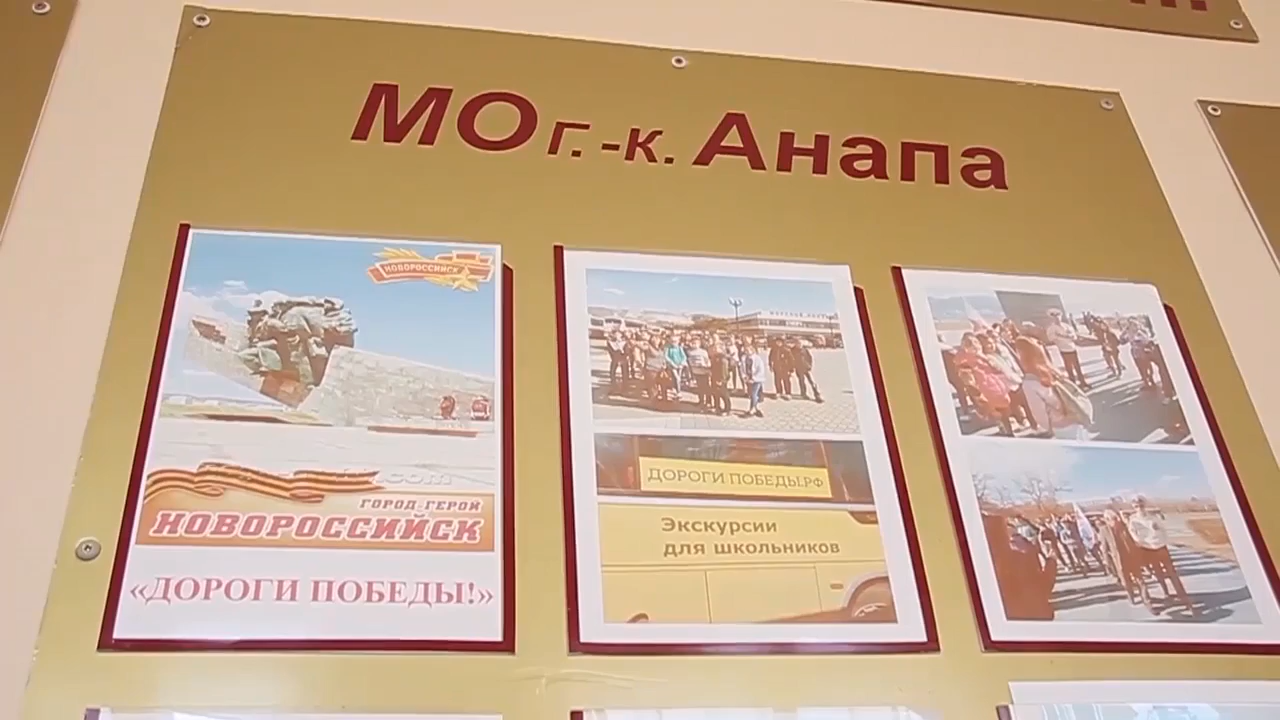 МО г.-к. Анапа
НОВОРОССИЙСК
ГОРОД ГЕРОЙ
НОВОРОССИЙСК
«ДОРОГИ ПОБЕДЫ!»
ДОРОГИ ПОБЕДЫ.РФ
Экскурсии
для школьников